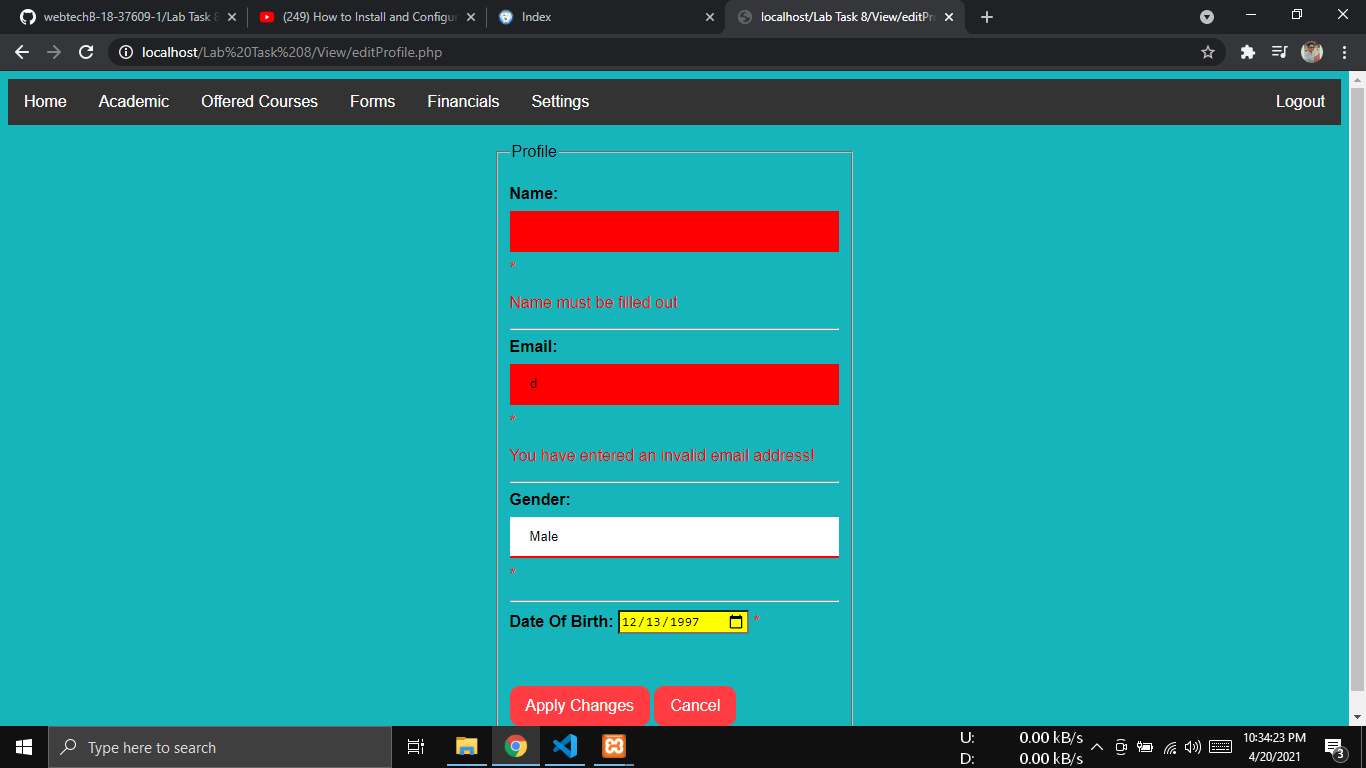 webtechB-18-37609-1/Lab Task 8
(249) How to Install and Configur
Index
localhost/Lab Task 8/View/editPr
localhost/Lab%20Task%208/View/editProfile.php
Home Academic Offered Courses Forms Financials Settings Logout
Profile
Name:
*
Name must be filled out
Email:
d
*
You have entered an invalid email address!
Gender:
Male
*
Date Of Birth: 12/13/1997 *
Apply Changes Cancel
Type here to search
U: 0.00 kB/s
D: 0.00 kB/s
10:34:23 PM
4/20/2021
3